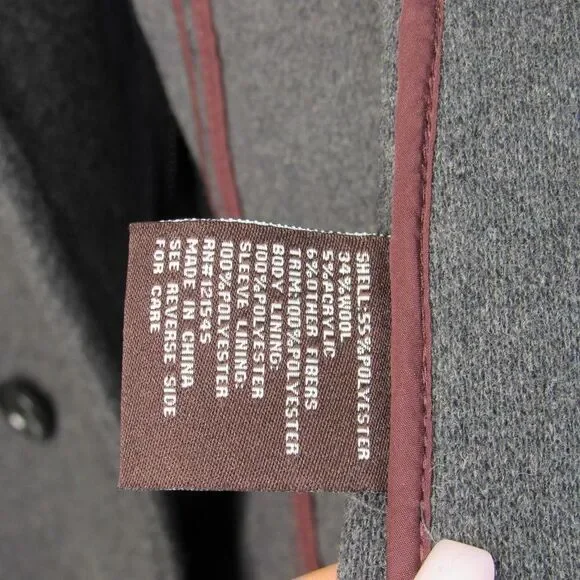 SHELL:55%POLYESTER
34%WOOL
5%ACRYLIC
6%OTHER FIBERS
TRIM:100%POLYESTER
BODY LINING:
100%POLYESTER
SLEEVE LINING:
100%POLYESTER
RN#121545
MADE IN CHINA
SEE REVERSE SIDE
FOR CARE